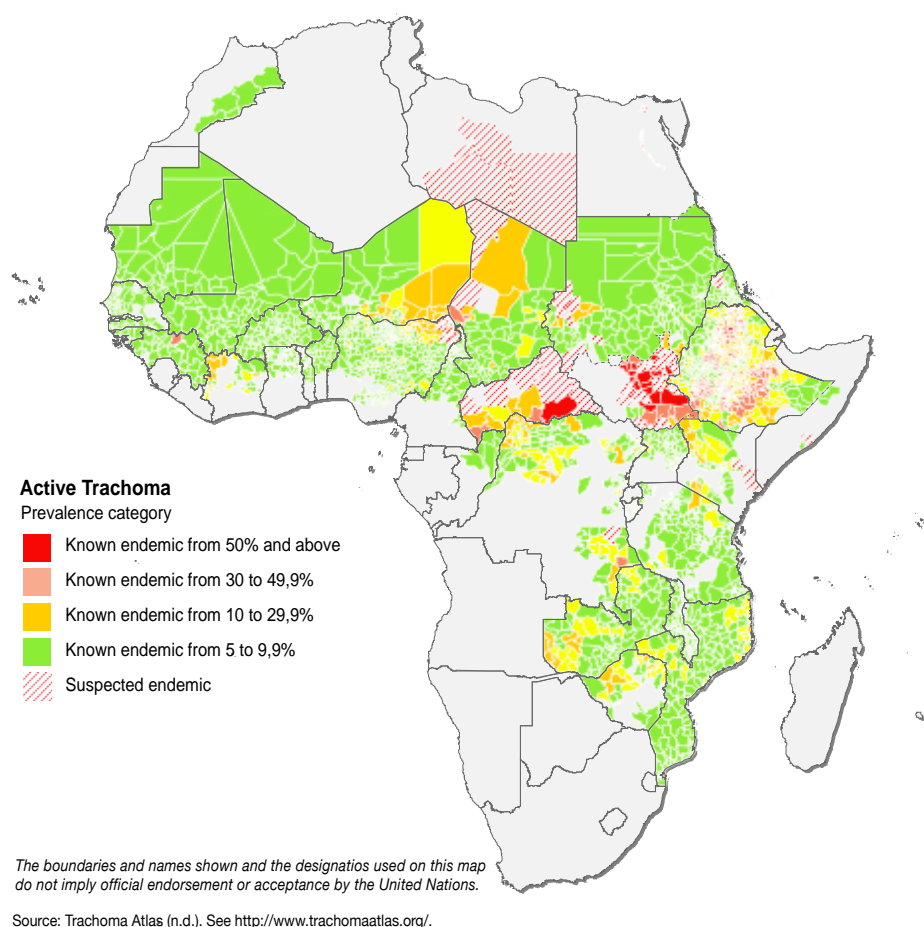 Active Trachoma
Prevalence category
Known endemic from 50% and above
Known endemic from 30 to 49,9%
Known endemic from 10 to 29,9%
Known endemic from 5 to 9,9%
Suspected endemic
The boundaries and names shown and the designatios used on this map
do not imply official endorsement or acceptance by the United Nations.
Source: Trachoma Atlas (n.d.). See http://www.trachomaatlas.org/.